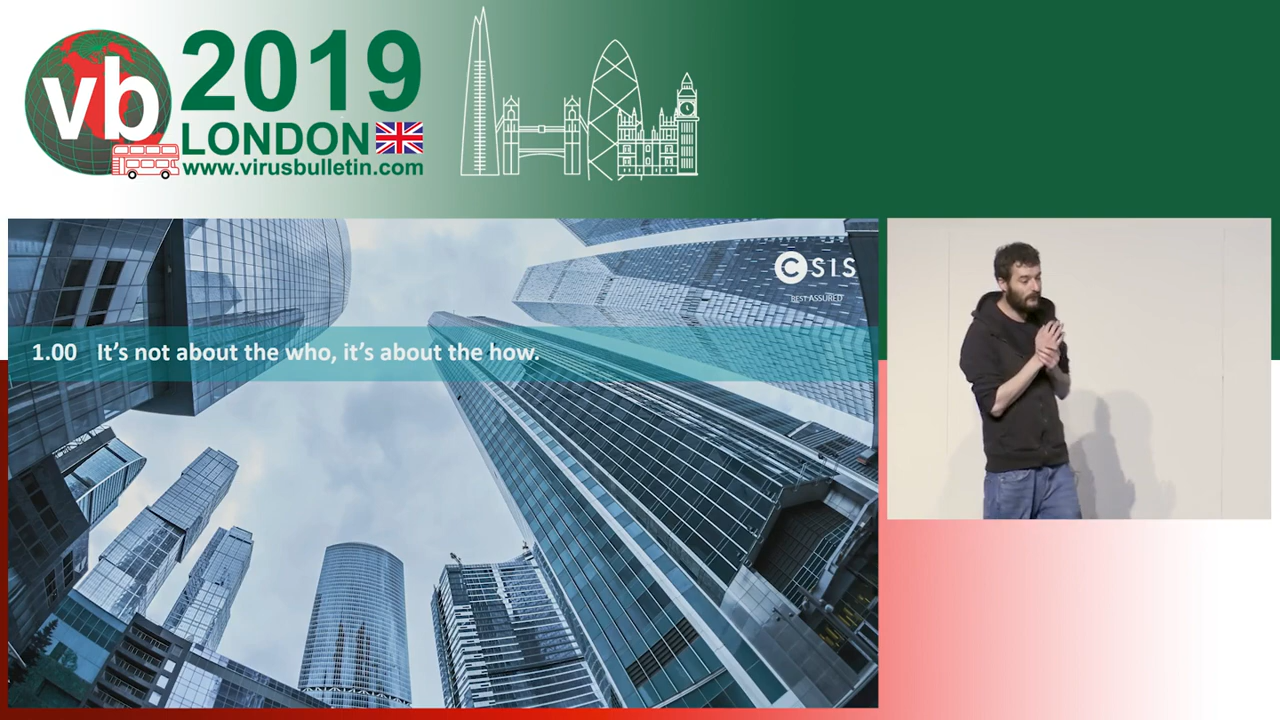 vb
2019
LONDON
www.virusbulletin.com
CSIS
BEST ASSURED
1.00 It's not about the who, it's about the how.